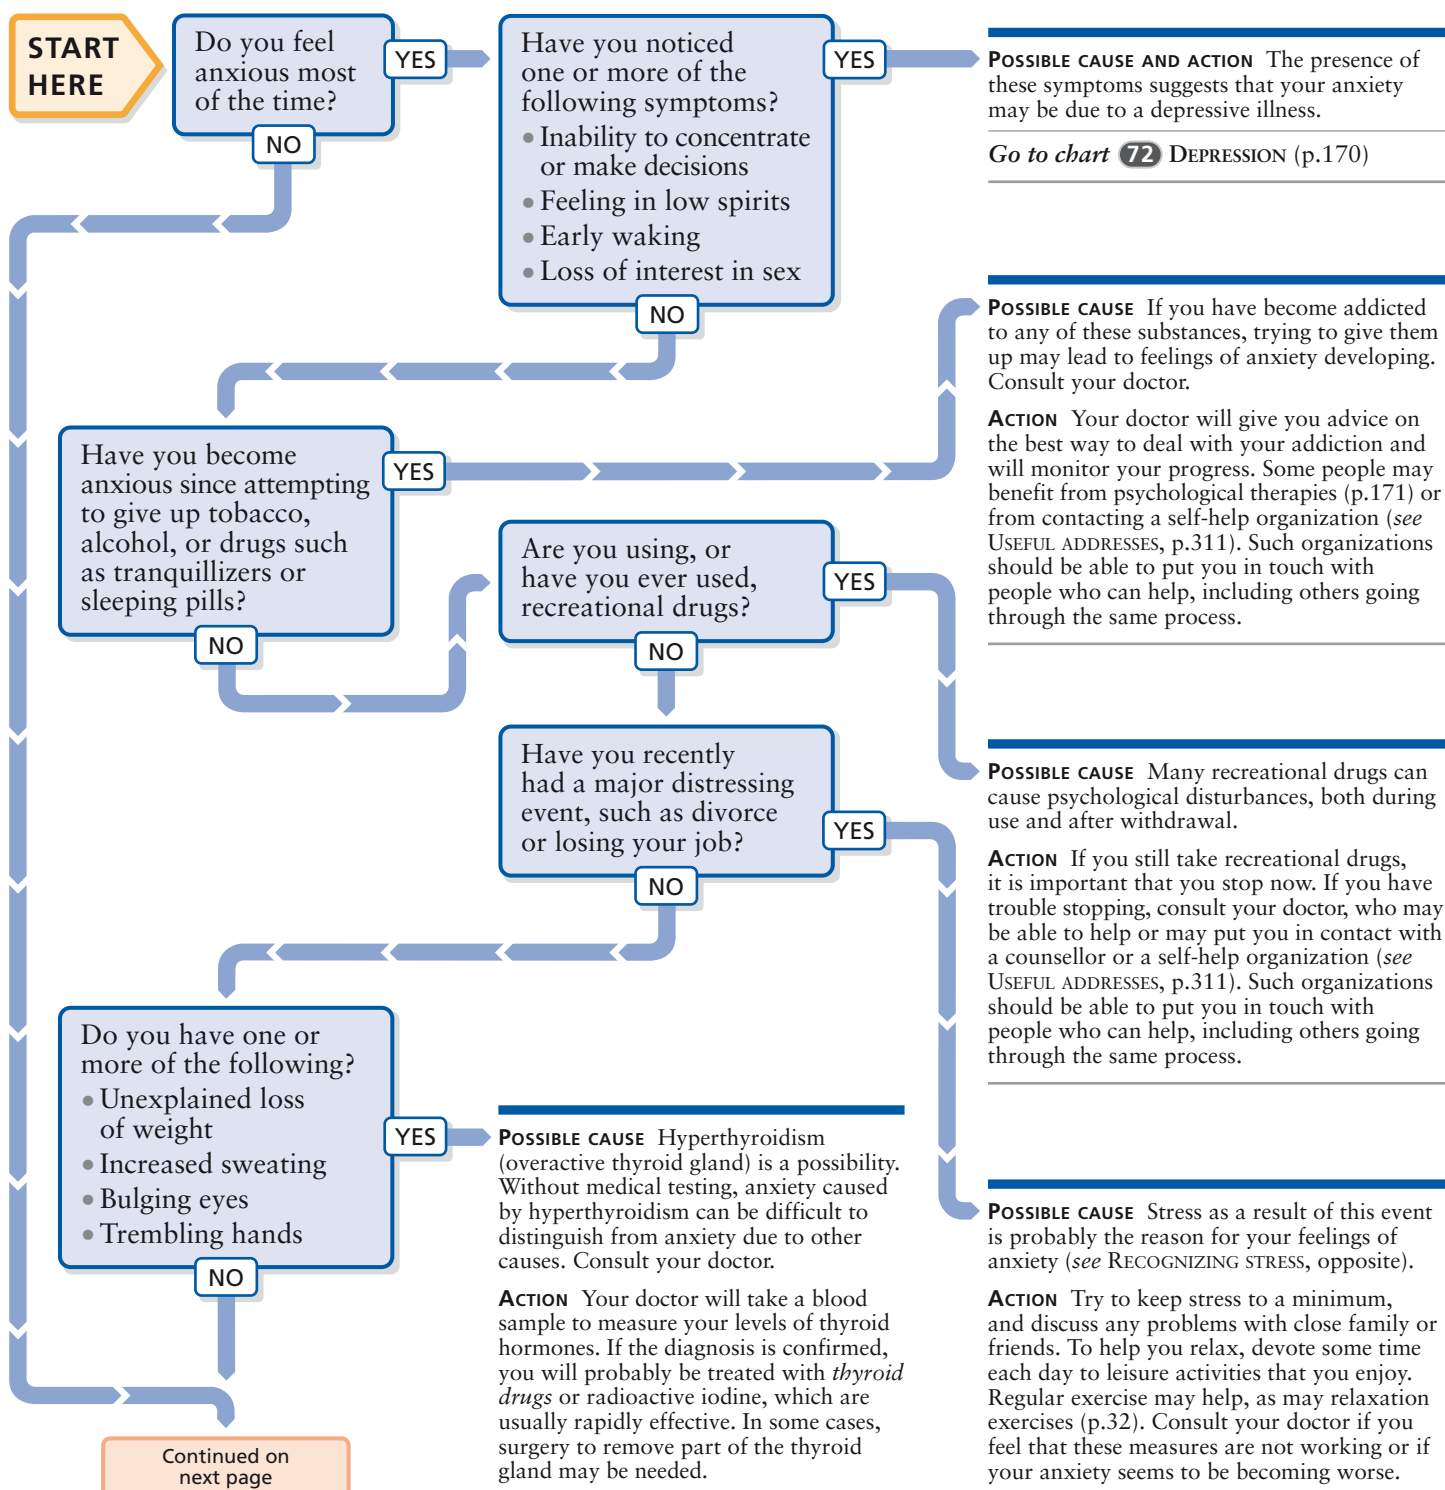 START
HERE
Do you feel
anxious most
of the time?
YES
NO
Have you noticed
one or more of the
following symptoms?
• Inability to concentrate
or make decisions
• Feeling in low spirits
• Early waking
• Loss of interest in sex
YES
NO
POSSIBLE CAUSE AND ACTION The presence of
these symptoms suggests that your anxiety
may be due to a depressive illness.
Go to chart 72 DEPRESSION (p.170)
Have you become
anxious since attempting
to give up tobacco,
alcohol, or drugs such
as tranquillizers or
sleeping pills?
YES
NO
POSSIBLE CAUSE If you have become addicted
to any of these substances, trying to give them
up may lead to feelings of anxiety developing.
Consult your doctor.
ACTION Your doctor will give you advice on
the best way to deal with your addiction and
will monitor your progress. Some people may
benefit from psychological therapies (p.171) or
from contacting a self-help organization (see
USEFUL ADDRESSES, p.311). Such organizations
should be able to put you in touch with
people who can help, including others going
through the same process.
Are you using, or
have you ever used,
recreational drugs?
YES
NO
POSSIBLE CAUSE Many recreational drugs can
cause psychological disturbances, both during
use and after withdrawal.
ACTION If you still take recreational drugs,
it is important that you stop now. If you have
trouble stopping, consult your doctor, who may
be able to help or may put you in contact with
a counsellor or a self-help organization (see
USEFUL ADDRESSES, p.311). Such organizations
should be able to put you in touch with
people who can help, including others going
through the same process.
Have you recently
had a major distressing
event, such as divorce
or losing your job?
YES
NO
POSSIBLE CAUSE Stress as a result of this event
is probably the reason for your feelings of
anxiety (see RECOGNIZING STRESS, opposite).
ACTION Try to keep stress to a minimum,
and discuss any problems with close family or
friends. To help you relax, devote some time
each day to leisure activities that you enjoy.
Regular exercise may help, as may relaxation
exercises (p.32). Consult your doctor if you
feel that these measures are not working or if
your anxiety seems to be becoming worse.
Do you have one or
more of the following?
• Unexplained loss
of weight
• Increased sweating
• Bulging eyes
• Trembling hands
YES
NO
POSSIBLE CAUSE Hyperthyroidism
(overactive thyroid gland) is a possibility.
Without medical testing, anxiety caused
by hyperthyroidism can be difficult to
distinguish from anxiety due to other
causes. Consult your doctor.
ACTION Your doctor will take a blood
sample to measure your levels of thyroid
hormones. If the diagnosis is confirmed,
you will probably be treated with thyroid
drugs or radioactive iodine, which are
usually rapidly effective. In some cases,
surgery to remove part of the thyroid
gland may be needed.
Continued on
next page